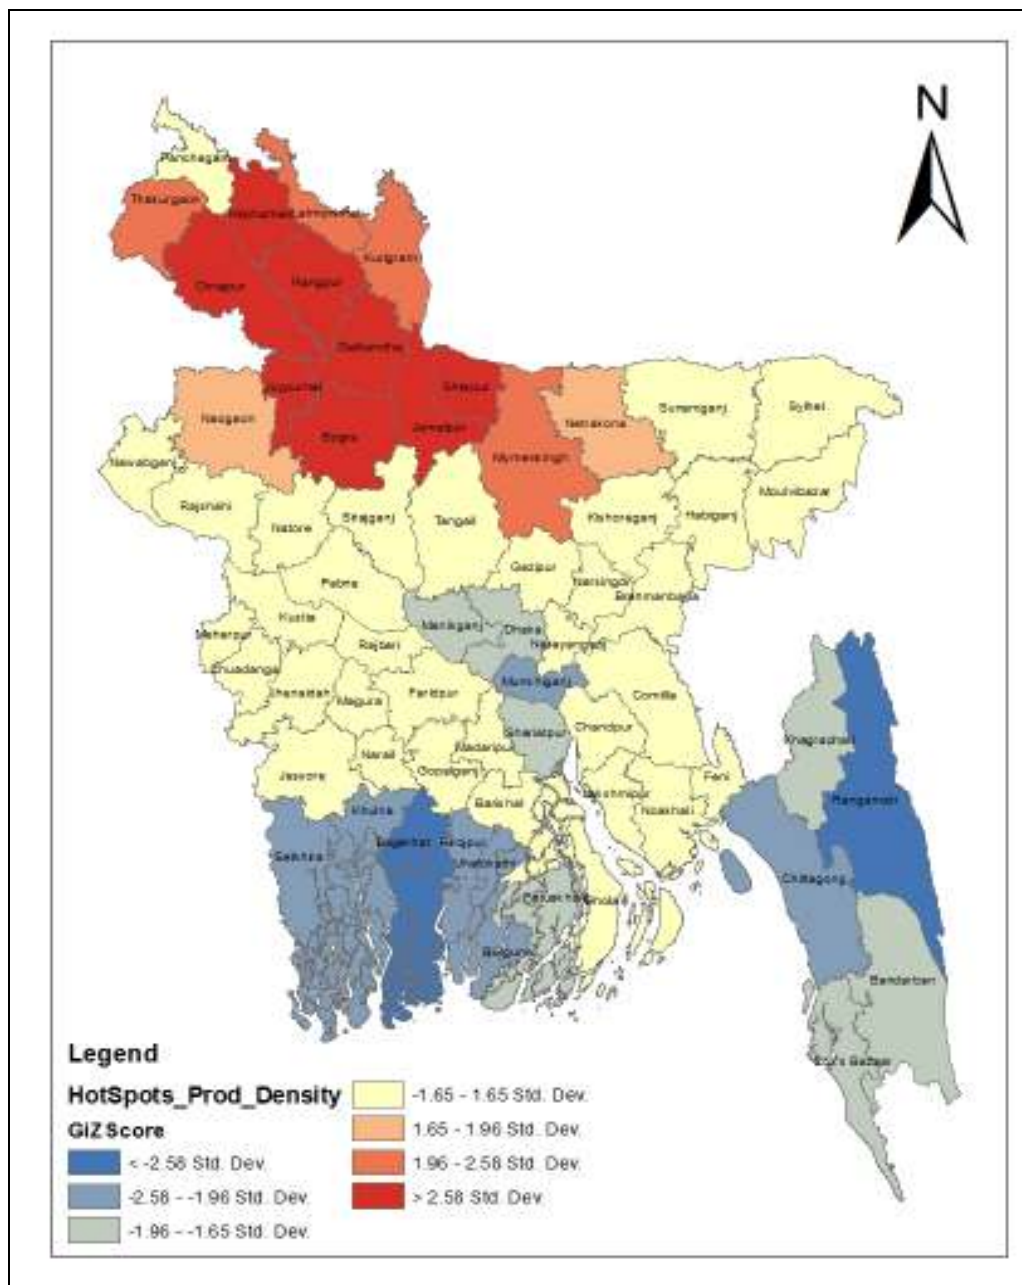 N
Panchagarh
Thakurgaon
Nilphamari
Lalmonirhat
Kurigram
Dinajpur
Rangpur
Gaibandha
Joypurhat
Sherpur
Naogaon
Bogra
Jamalpur
Mymensingh
Netrakona
Sunamganj
Sylhet
Nawabganj
Rajshahi
Natore
Sirajganj
Tangail
Kishoreganj
Habiganj
Moulvibazar
Gazipur
Narsingdi
Brahmanbaria
Pabna
Kustia
Manikganj
Dhaka
Meherpur
Rajbari
Narayanganj
Chuadanga
Jhenaidah
Magura
Faridpur
Munshiganj
Comilla
Shariatpur
Chandpur
Khagrachari
Narail
Madaripur
Jessore
Gopalganj
Feni
Barishal
Lakshmipur
Noakhali
Rangamati
Khulna
Satkhira
Bagerhat
Pirojpur
Jhalokathi
Chittagong
Patuakhali
Bhola
Barguna
Bandarban
Cox's Bazaar
Legend
HotSpots_Prod_Density
GiZScore
< -2.58 Std. Dev.
-2.58 - -1.96 Std. Dev.
-1.96 - -1.65 Std. Dev.
-1.65 - 1.65 Std. Dev.
1.65 - 1.96 Std. Dev.
1.96 - 2.58 Std. Dev.
> 2.58 Std. Dev.